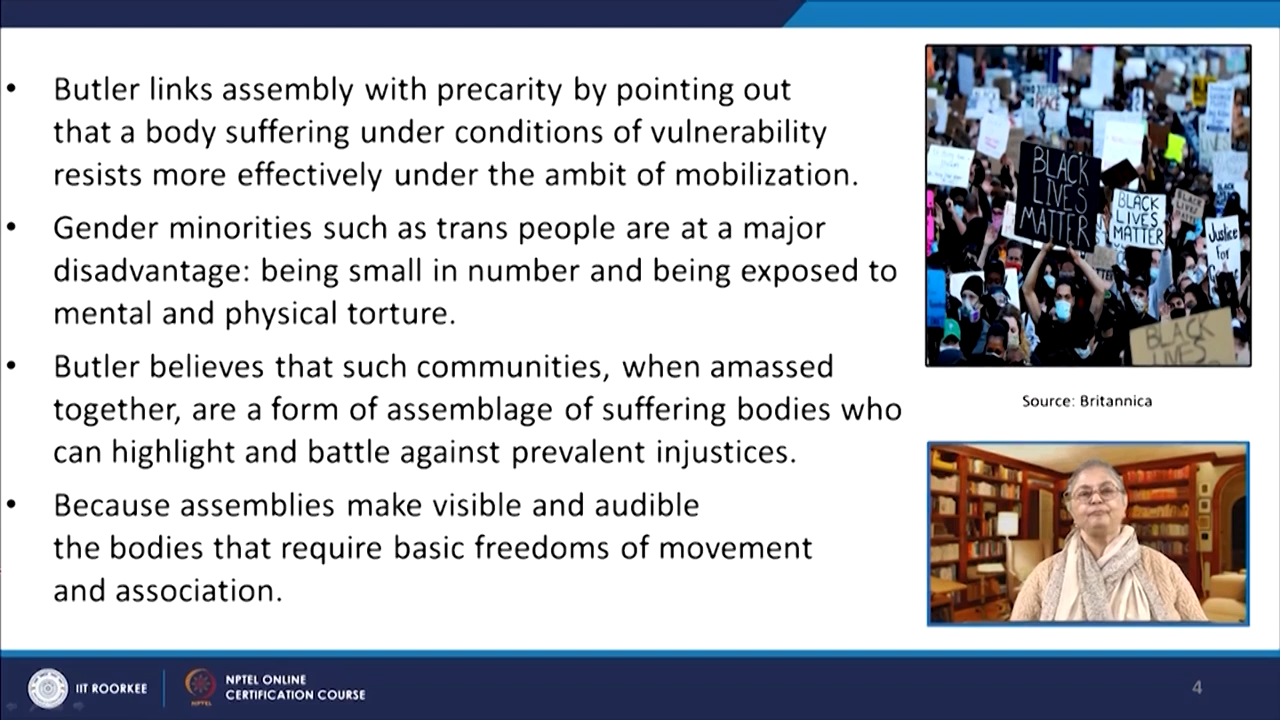 • Butler links assembly with precarity by pointing out
that a body suffering under conditions of vulnerability
resists more effectively under the ambit of mobilization.
• Gender minorities such as trans people are at a major
disadvantage: being small in number and being exposed to
mental and physical torture.
• Butler believes that such communities, when amassed
together, are a form of assemblage of suffering bodies who
can highlight and battle against prevalent injustices.
• Because assemblies make visible and audible
the bodies that require basic freedoms of movement
and association.
PEACE
BLACK
LIVES
MATTER
BLACK
LIVES
MATTER
Justice
For
BLACK
LIVES
Source: Britannica
IIT ROORKEE
NPTEL ONLINE
CERTIFICATION COURSE
4